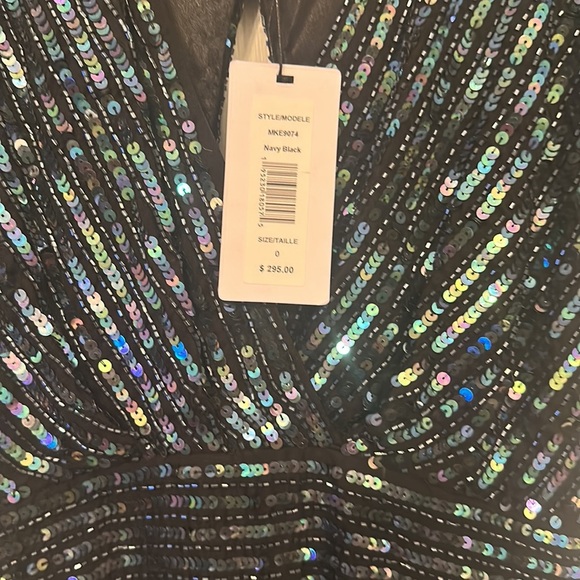 STYLE/MODELE
MKE9074
Navy Black
SIZE/TAILLE
0
$ 295.00